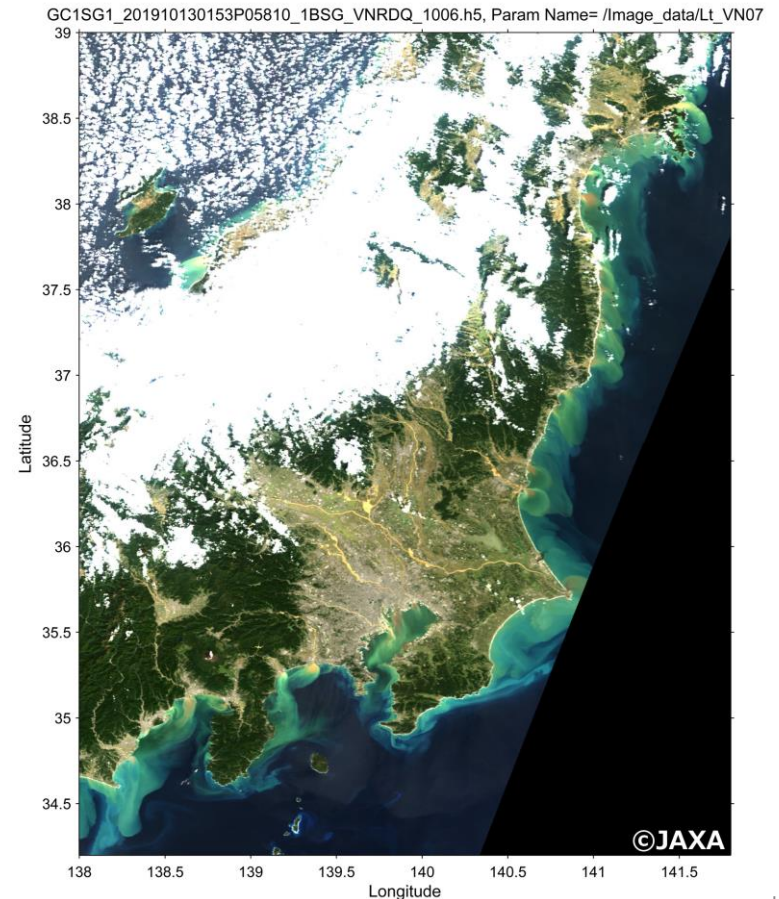 GC1SG1_201910130153P05810_1BSG_VNRDQ_1006.h5, Param Name= /Image_data/Lt_VN07
39
38.5
38
37.5
37
36.5
36
35.5
35
34.5
Latitude
©JAXA
138 138.5 139 139.5 140 140.5 141 141.5
Longitude